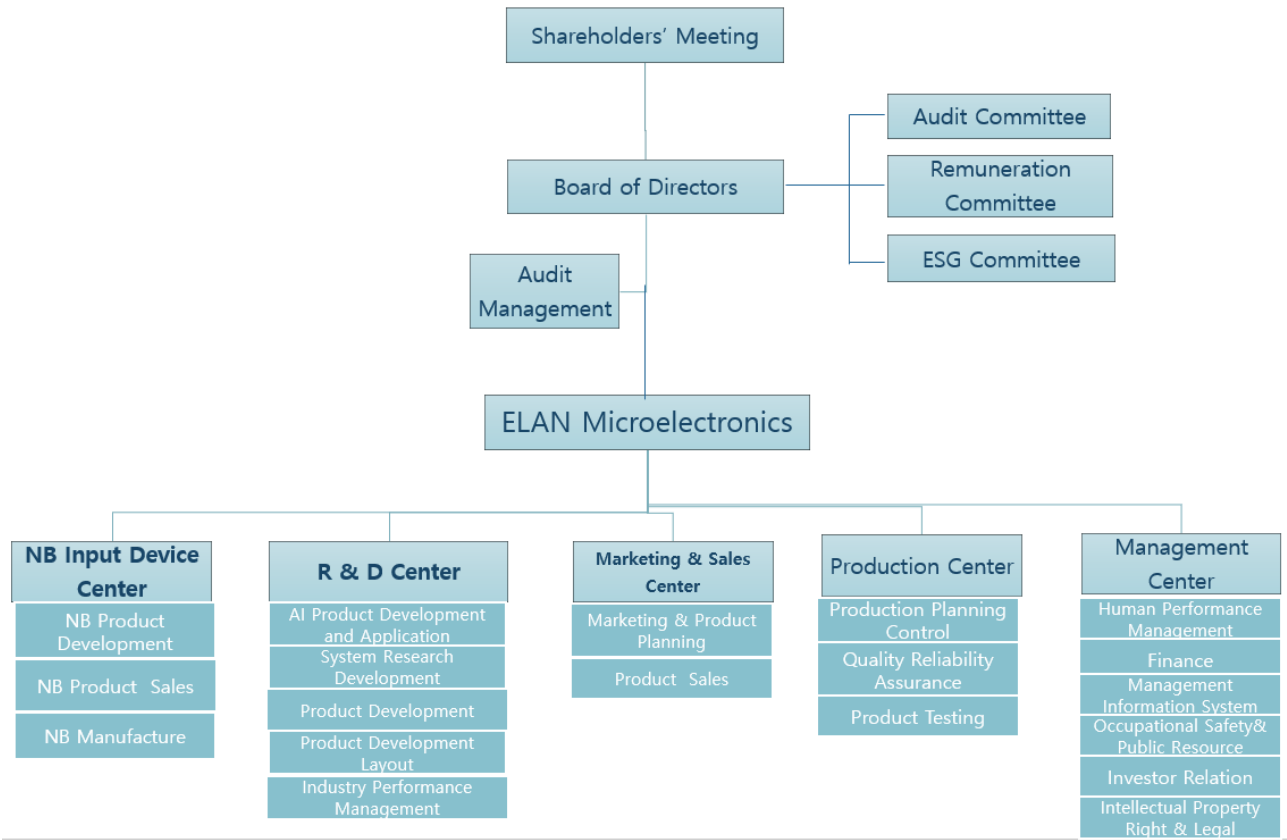 Shareholders’ Meeting
Audit Committee
Board of Directors
Remuneration
Committee
ESG Committee
Audit
Management
ELAN Microelectronics
NB Input Device
Center
NB Product
Development
NB Product  Sales
NB Manufacture
R & D Center
AI Product Development
and Application
System Research
Development
Product Development
Product Development
Layout
Industry Performance
Management
Marketing & Sales
Center
Marketing & Product
Planning
Product  Sales
Production Center
Production Planning
Control
Quality Reliability
Assurance
Product Testing
Management
Center
Human Performance
Management
Finance
Management
Information System
Occupational Safety&
Public Resource
Investor Relation
Intellectual Property
Right & Legal